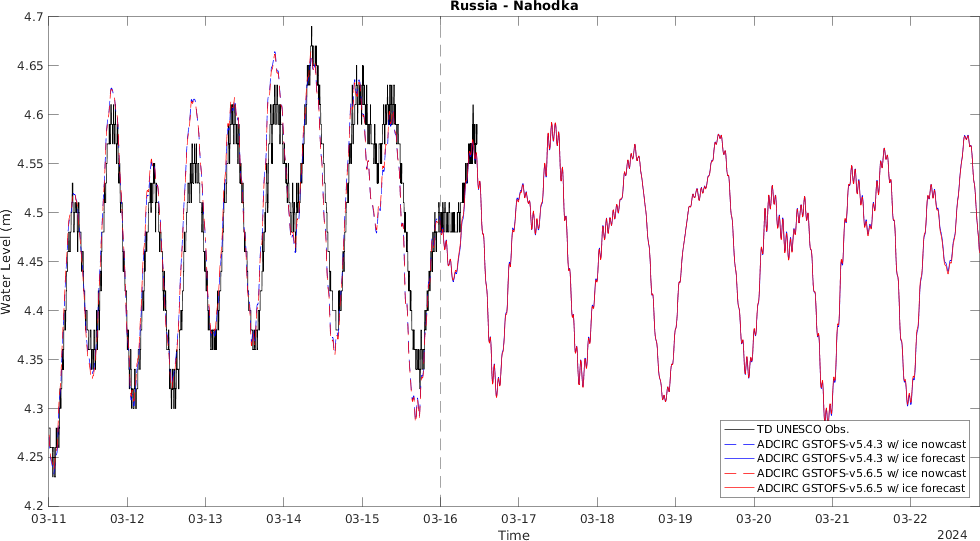 Russia - Nahodka
4.7
4.65
4.6
4.55
4.5
4.45
4.4
4.35
4.3
4.25
4.2
Water Level (m)
TD UNESCO Obs.
ADCIRC GSTOFS-v5.4.3 w/ ice nowcast
ADCIRC GSTOFS-v5.4.3 w/ ice forecast
ADCIRC GSTOFS-v5.6.5 w/ ice nowcast
ADCIRC GSTOFS-v5.6.5 w/ ice forecast
03-11 03-12 03-13 03-14 03-15 03-16 03-17 03-18 03-19 03-20 03-21 03-22
Time
2024